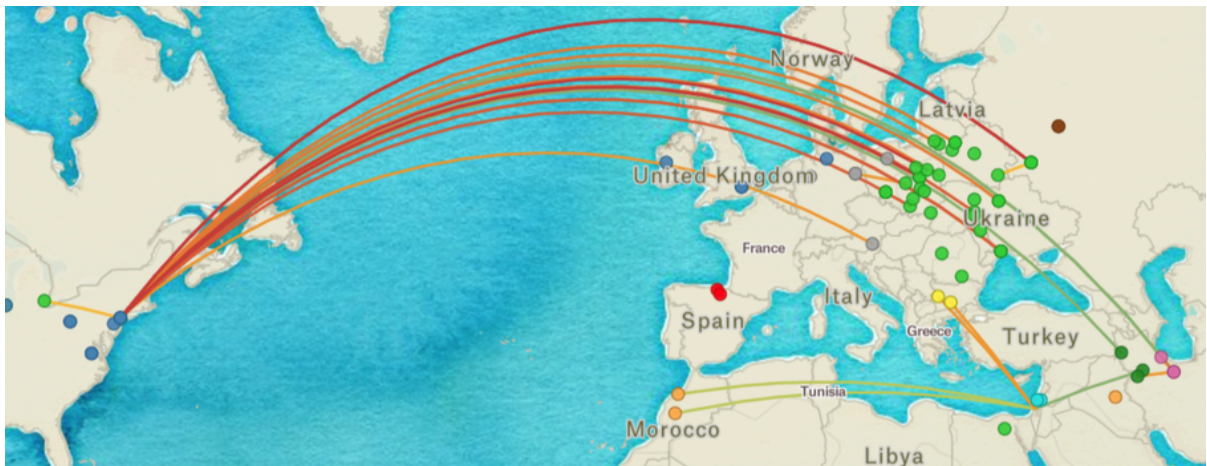 Norway
Latvia
United Kingdom
Ukraine
France
Italy
Spain
Greece
Turkey
Tunisia
Morocco
Libya